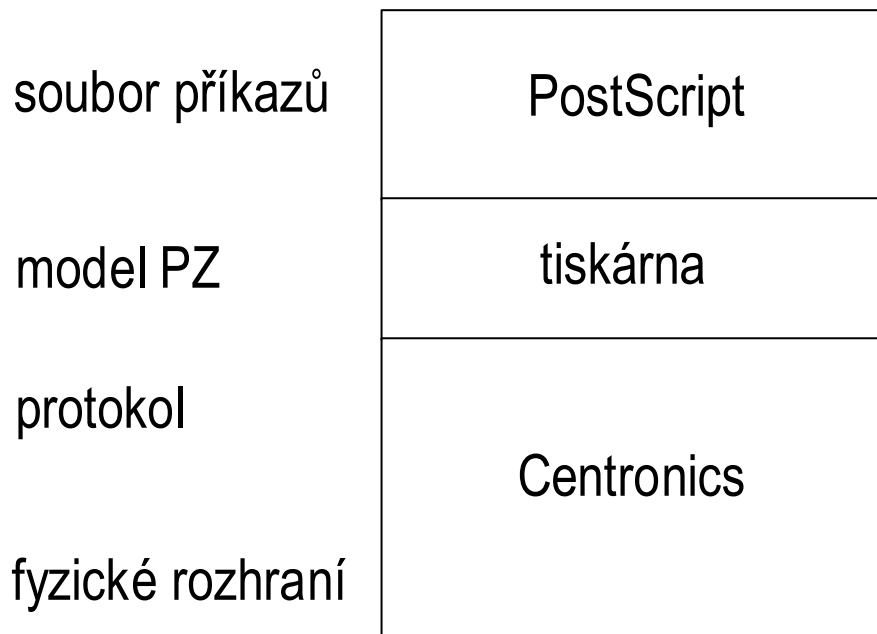 soubor příkazů
PostScript
model PZ
tiskárna
protokol
Centronics
fyzické rozhraní